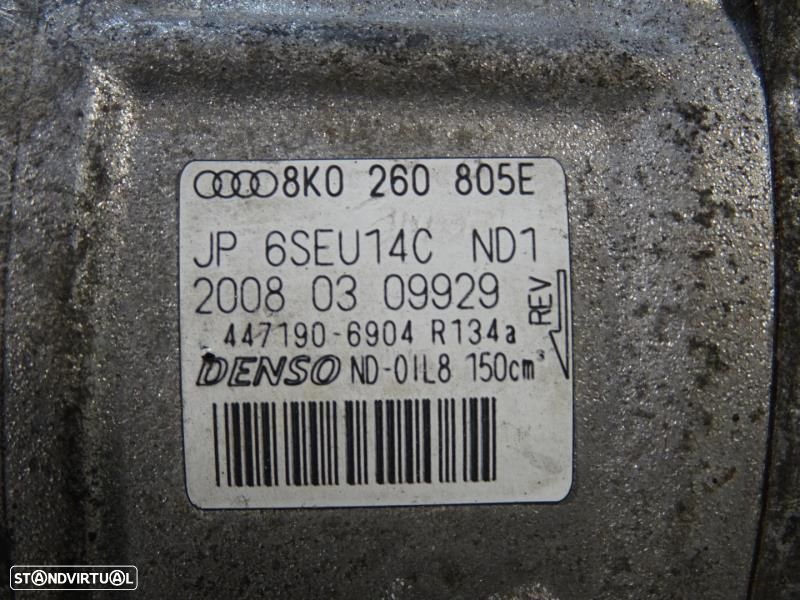 8K0 260 805E
JP 6SEU14C ND1
2008 03 09929
REV
447190-6904 R134a
DENSO ND-OIL8 150cm³
STANDVIRTUAL